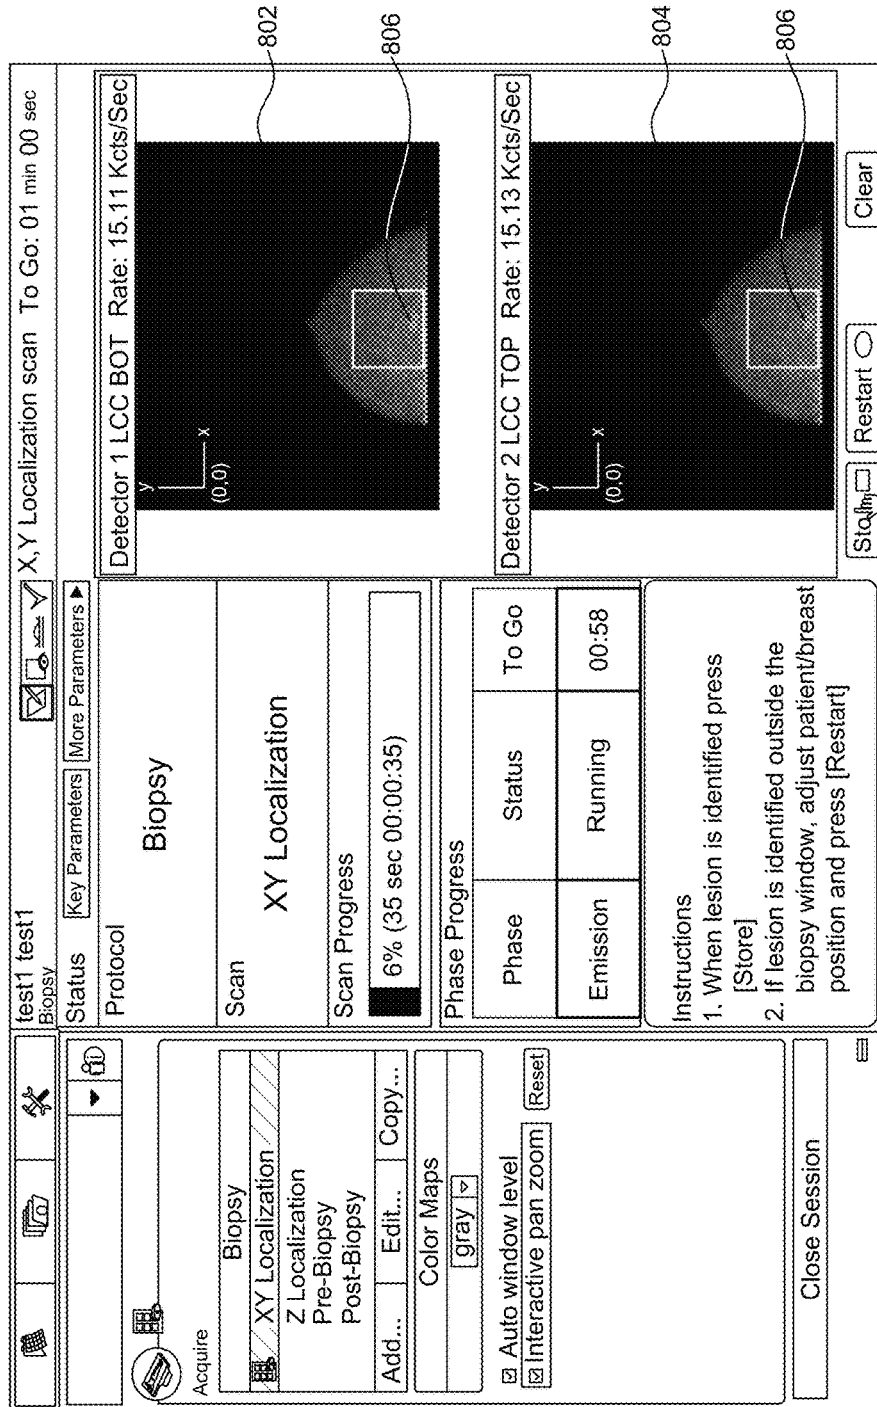 test1 test1
Biopsy
X,Y Localization scan To Go: 01 min 00 sec
Acquire
Biopsy
XY Localization
Z Localization
Pre-Biopsy
Post-Biopsy
Add... Edit... Copy...
Color Maps
gray
Auto window level
Interactive pan zoom Reset
Close Session
Status Key Parameters More Parameters
Protocol
Biopsy
Scan
XY Localization
Scan Progress
6% (35 sec 00:00:35)
Phase Progress
Phase Status To Go
Emission Running 00:58
Instructions
1. When lesion is identified press
[Store]
2. If lesion is identified outside the
biopsy window, adjust patient/breast
position and press [Restart]
Detector 1 LCC BOT Rate: 15.11 Kcts/Sec
y
x
(0,0)
802
806
Detector 2 LCC TOP Rate: 15.13 Kcts/Sec
y
x
(0,0)
804
806
Restart Clear